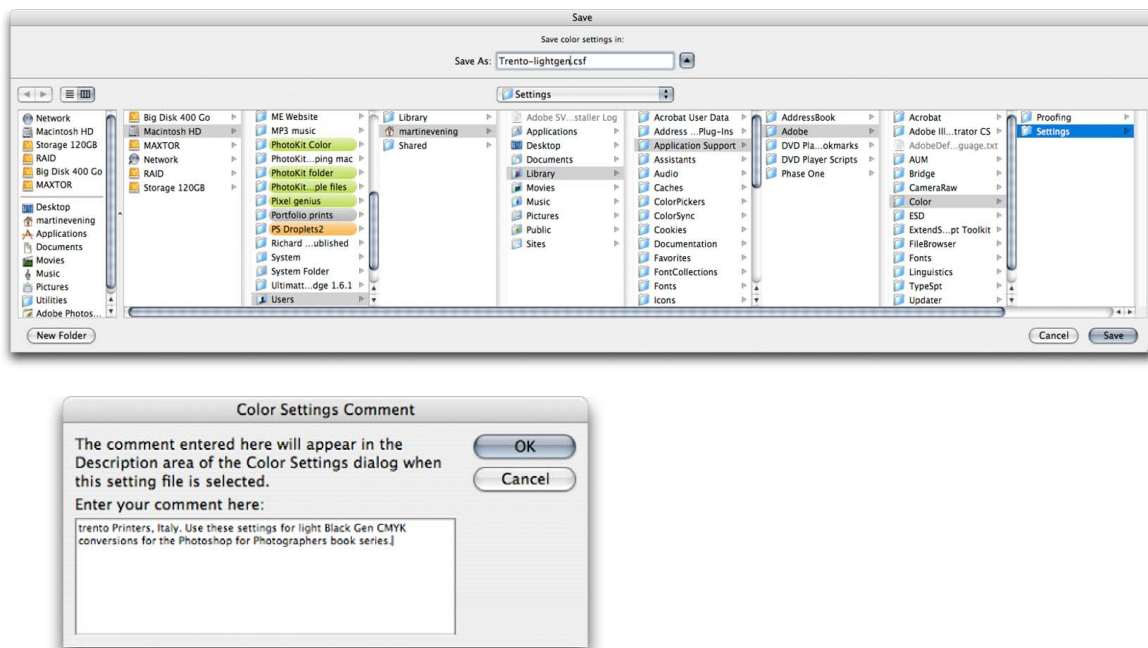 Save
Save color settings in:
Save As: Trento-lightgen.csf
Settings
Network
Macintosh HD
Storage 120GB
RAID
Big Disk 400 Go
MAXTOR
Desktop
martinevening
Applications
Documents
Movies
Music
Pictures
Utilities
Adobe Photos...
Big Disk 400 Go
Macintosh HD
MAXTOR
Network
RAID
Storage 120GB
ME Website
MP3 music
PhotoKit Color
PhotoKit...ping mac
PhotoKit folder
PhotoKit...ple files
Pixel genius
Portfolio prints
PS Droplets2
Richard ...ublished
System
System Folder
Ultimatt...dge 1.6.1
Users
Library
martinevening
Shared
Adobe SV...staller Log
Applications
Desktop
Documents
Library
Movies
Music
Pictures
Public
Sites
Acrobat User Data
Address ...Plug-Ins
Application Support
Assistants
Audio
Caches
ColorPickers
ColorSync
Cookies
Documentation
Favorites
FontCollections
Fonts
Icons
AddressBook
Adobe
DVD Pla...okmarks
DVD Player Scripts
Phase One
Acrobat
Adobe Ill...trator CS
AdobeDef...guage.txt
AUM
Bridge
CameraRaw
Color
ESD
ExtendS...pt Toolkit
FileBrowser
Fonts
Linguistics
TypeSpt
Updater
Proofing
Settings
New Folder
Cancel
Save
Color Settings Comment
The comment entered here will appear in the
Description area of the Color Settings dialog when
this setting file is selected.
OK
Cancel
Enter your comment here:
trento Printers, Italy. Use these settings for light Black Gen CMYK
conversions for the Photoshop for Photographers book series.